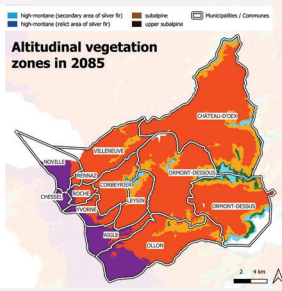 high-montane (secondary area of silver fir)
subalpine
Municipalities / Communes
high-montane (relict area of silver fir)
upper subalpine
Altitudinal vegetation
zones in 2085
CHÂTEAU-D'OEX
VILLENEUVE
NOVILLE
RENNAZ
ORMONT-DESSOUS
CORBEYRIER
CHESSEL
ROCHE
LEYSIN
YVORNE
ORMONT-DESSUS
AIGLE
OLLON
2 4 km